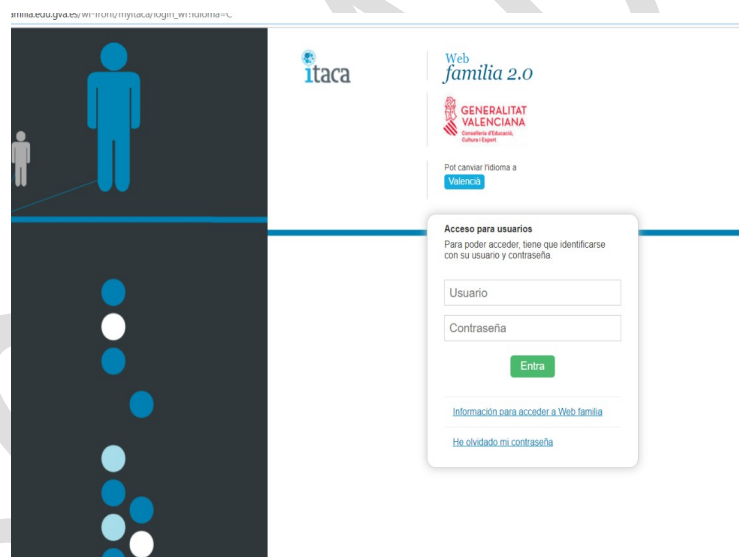 itaca
Web
familia 2.0
GENERALITAT
VALENCIANA
Conselleria d'Educació,
Cultura i Esport
Pot canviar l'idioma a
Valencià
Acceso para usuarios
Para poder acceder, tiene que identificarse
con su usuario y contraseña.
Usuario
Contraseña
Entra
Información para acceder a Web familia
He olvidado mi contraseña